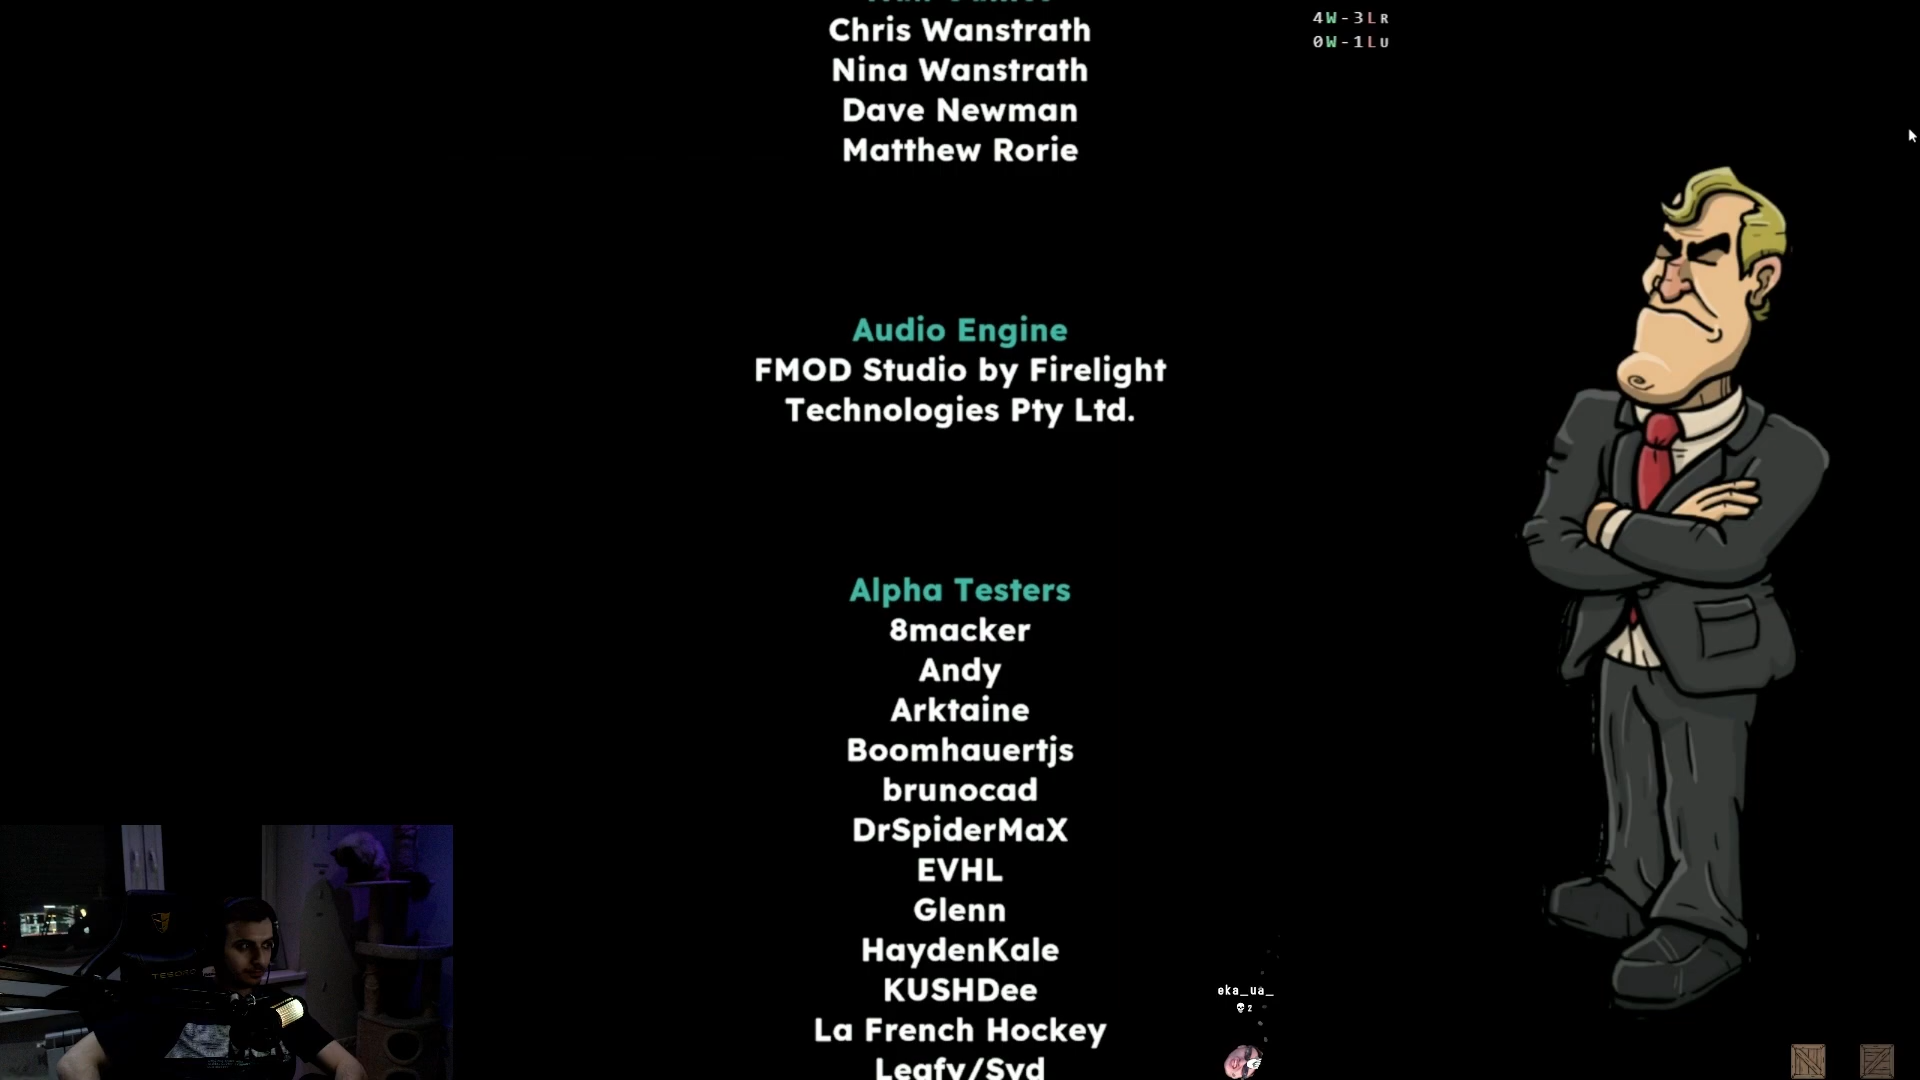 Chris Wanstrath
Nina Wanstrath
Dave Newman
Matthew Rorie
4W-3LR
0W-1LU
Audio Engine
FMOD Studio by Firelight
Technologies Pty Ltd.
Alpha Testers
8macker
Andy
Arktaine
Boomhauertjs
brunocad
DrSpiderMaX
EVHL
Glenn
HaydenKale
KUSHDee
La French Hockey
Leafy/Syd
eka_ua_
2
TESORO